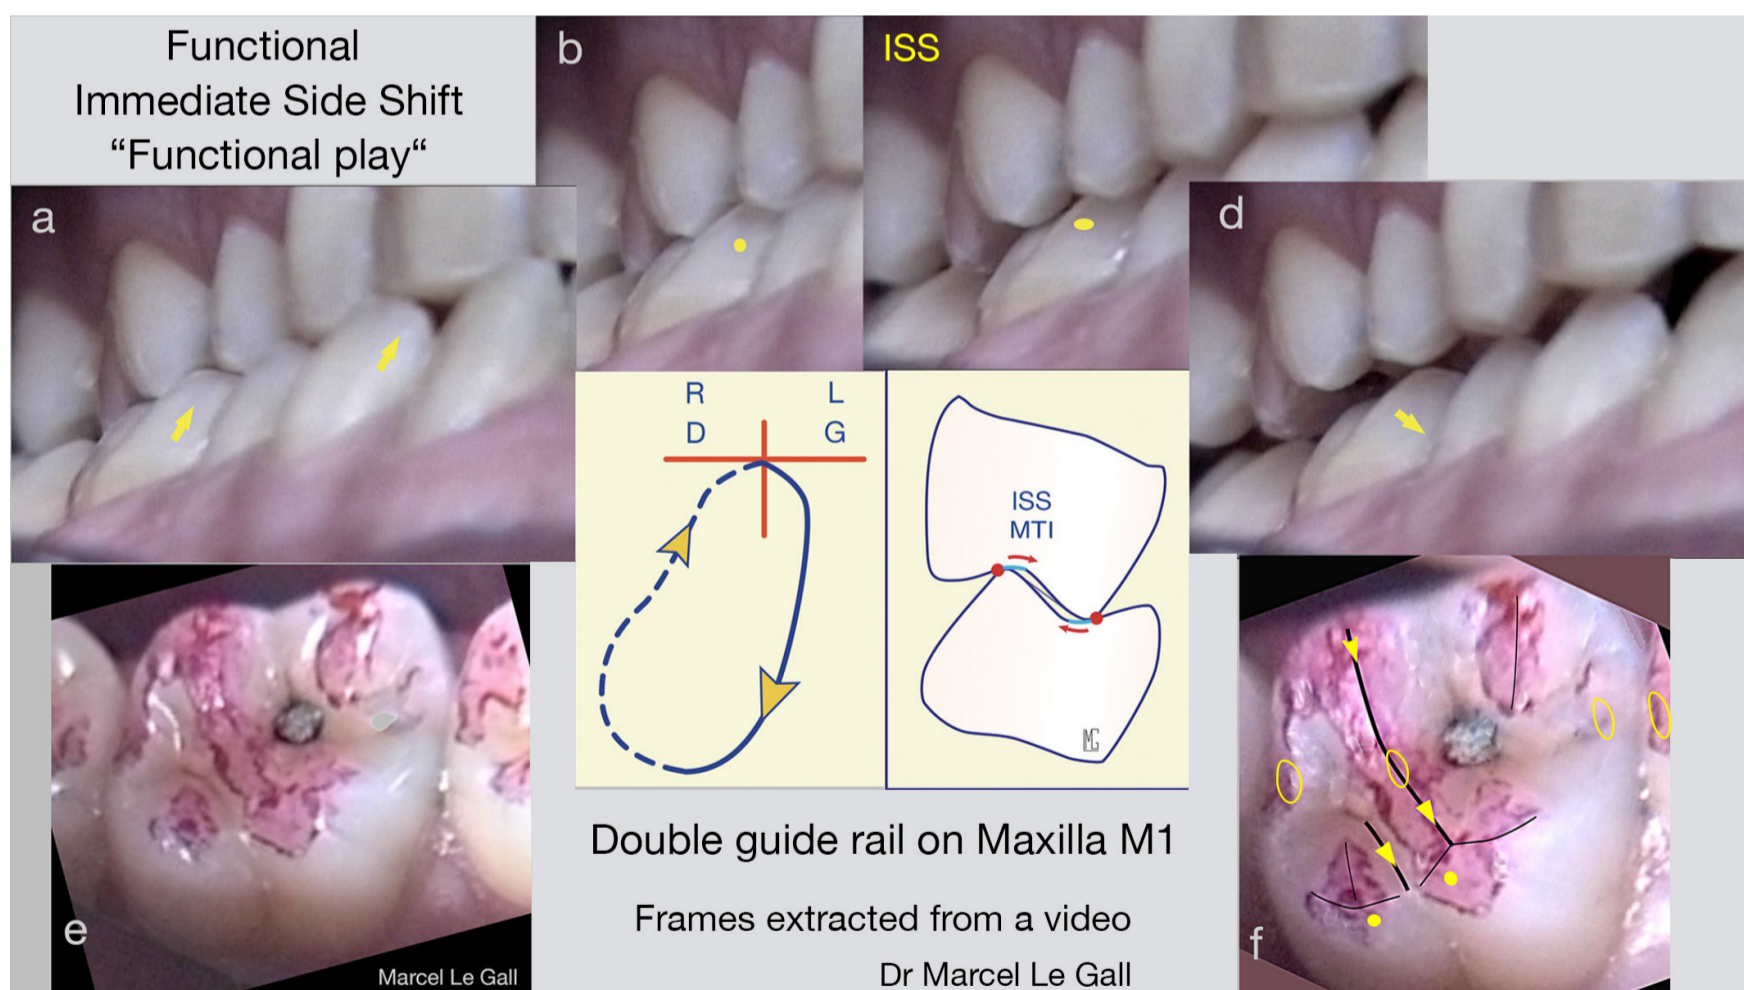 Functional
Immediate Side Shift
“Functional play“
a
b
ISS
d
R L
D G
ISS
MTI
e
Marcel Le Gall
Double guide rail on Maxilla M1
Frames extracted from a video
Dr Marcel Le Gall
f